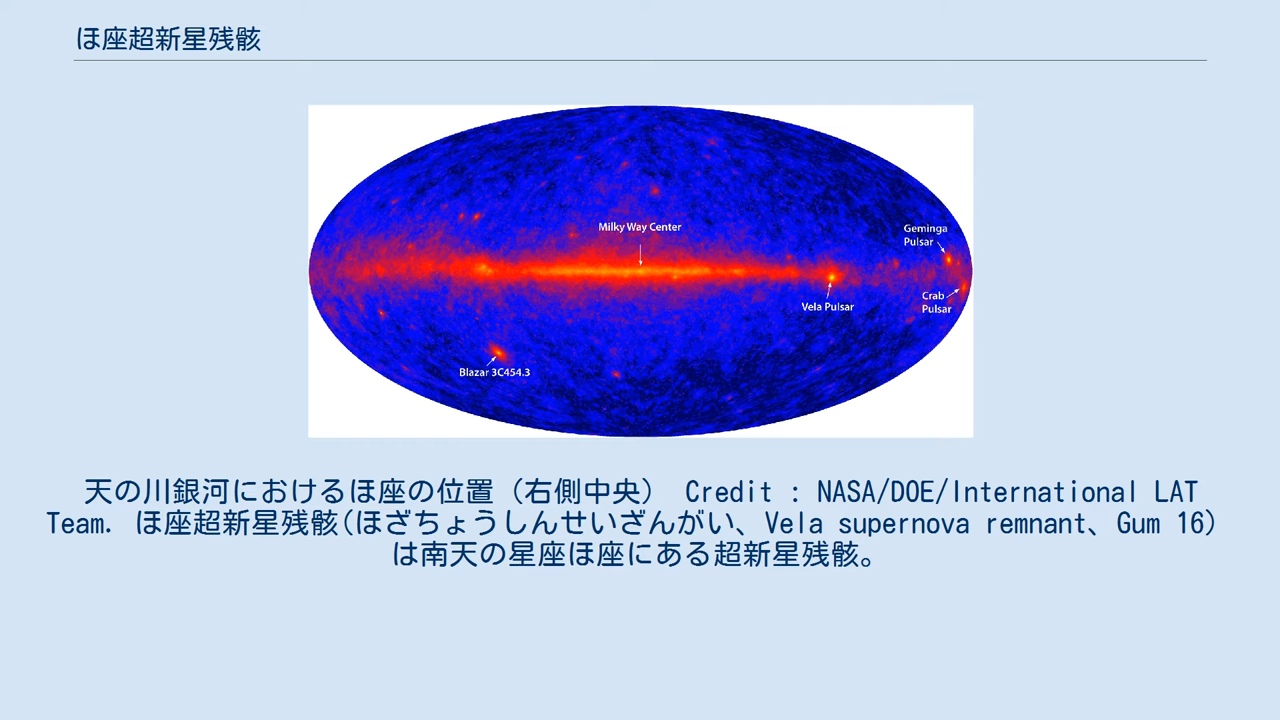 ほ座超新星残骸
Milky Way Center
Geminga
Pulsar
Vela Pulsar
Crab
Pulsar
Blazar 3C454.3
天の川銀河におけるほ座の位置（右側中央） Credit : NASA/DOE/International LAT
Team. ほ座超新星残骸(ほざちょうしんせいざんがい、Vela supernova remnant、Gum 16)
は南天の星座ほ座にある超新星残骸。